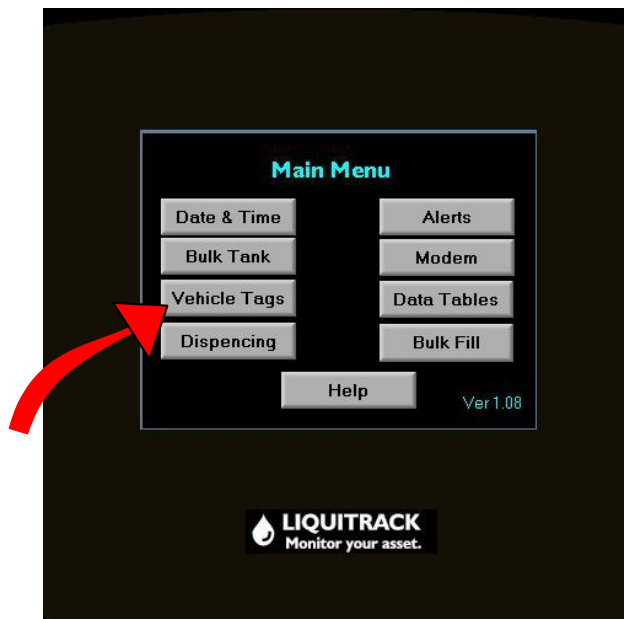 Main Menu
Date & Time
Alerts
Bulk Tank
Modem
Vehicle Tags
Data Tables
Dispencing
Bulk Fill
Help
Ver 1.08
LIQUITRACK
Monitor your asset.